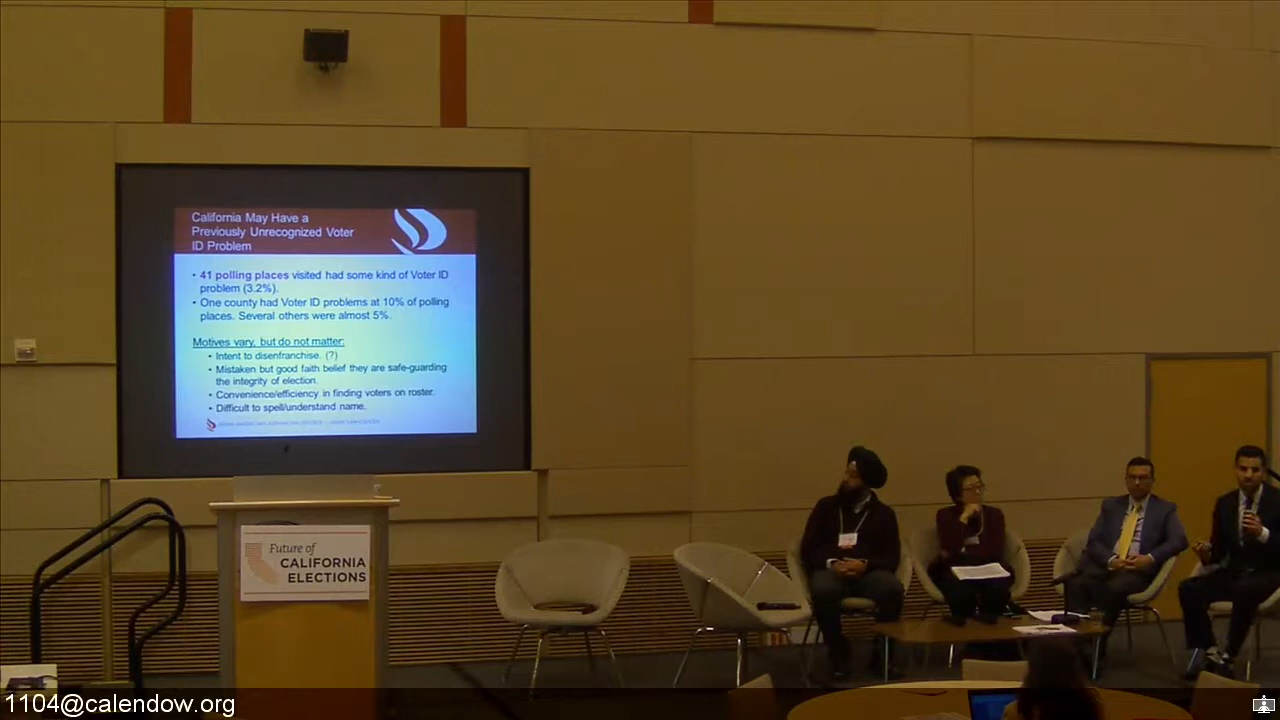 California May Have a
Previously Unrecognized Voter
ID Problem
• 41 polling places visited had some kind of Voter ID
problem (3.2%).
• One county had Voter ID problems at 10% of polling
places. Several others were almost 5%.
Motives vary, but do not matter:
• Intent to disenfranchise. (?)
• Mistaken but good faith belief they are safe-guarding
the integrity of election.
• Convenience/efficiency in finding voters on roster.
• Difficult to spell/understand name.
Future of
CALIFORNIA
ELECTIONS
1104@calendow.org